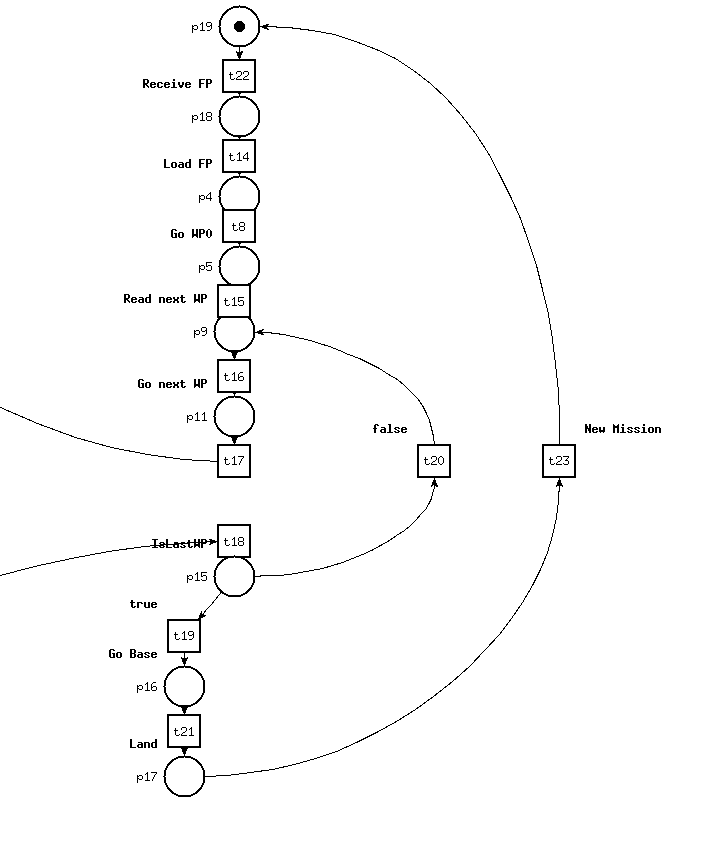 p19
t22
Receive FP
p18
t14
Load FP
p4
t8
Go WP0
p5
Read next WP
t15
p9
t16
Go next WP
p11
t17
false
t20
New Mission
t23
IsLastWP
t18
p15
true
t19
Go Base
p16
t21
Land
p17